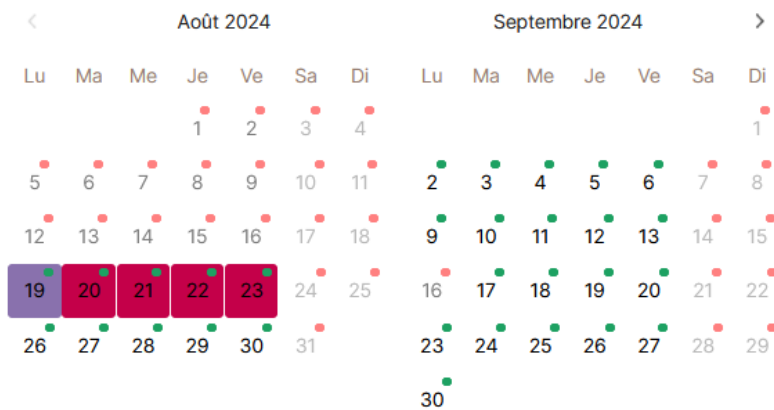 Août 2024 Septembre 2024
Lu Ma Me Je Ve Sa Di Lu Ma Me Je Ve Sa Di
1 2 3 4 1
5 6 7 8 9 10 11 2 3 4 5 6 7 8
12 13 14 15 16 17 18 9 10 11 12 13 14 15
19 20 21 22 23 24 25 16 17 18 19 20 21 22
26 27 28 29 30 31 23 24 25 26 27 28 29
30